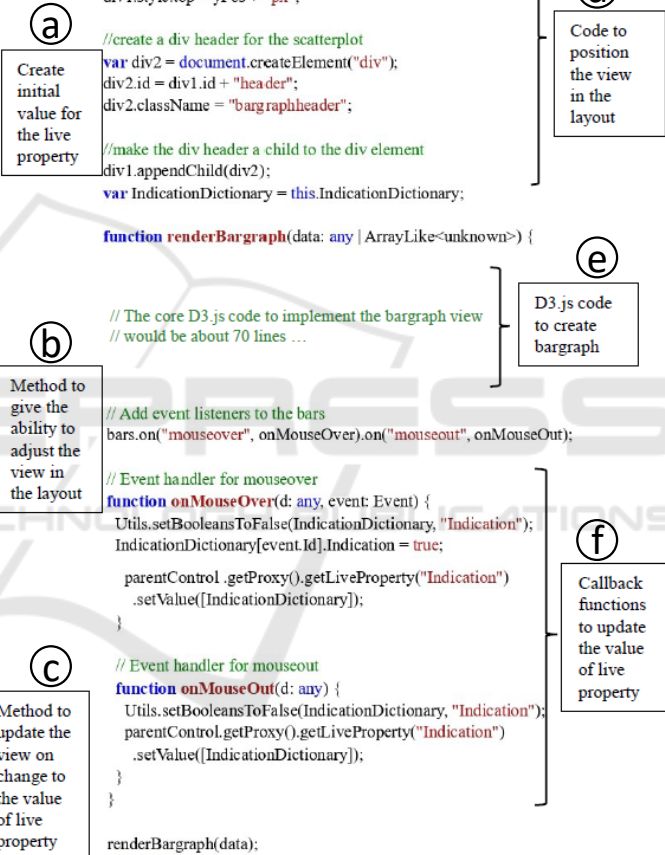 a
Create
initial
value for
the live
property
b
Method to
give the
ability to
adjust the
view in
the layout
c
Method to
update the
view on
change to
the value
of live
property
//create a div header for the scatterplot
var div2 = document.createElement("div");
div2.id = div1.id + "header";
div2.className = "bargraphheader";
//make the div header a child to the div element
div1.appendChild(div2);
var IndicationDictionary = this.IndicationDictionary;
function renderBargraph(data: any | ArrayLike<unknown>) {
// The core D3.js code to implement the bargraph view
// would be about 70 lines …
// Add event listeners to the bars
bars.on("mouseover", onMouseOver).on("mouseout", onMouseOut);
// Event handler for mouseover
function onMouseOver(d: any, event: Event) {
Utils.setBooleansToFalse(IndicationDictionary, "Indication");
IndicationDictionary[event.Id].Indication = true;
parentControl .getProxy().getLiveProperty("Indication")
.setValue([IndicationDictionary]);
}
// Event handler for mouseout
function onMouseOut(d: any) {
Utils.setBooleansToFalse(IndicationDictionary, "Indication");
parentControl.getProxy().getLiveProperty("Indication")
.setValue([IndicationDictionary]);
}
}
renderBargraph(data);
Code to
position
the view
in the
layout
e
D3.js code
to create
bargraph
f
Callback
functions
to update
the value
of live
property